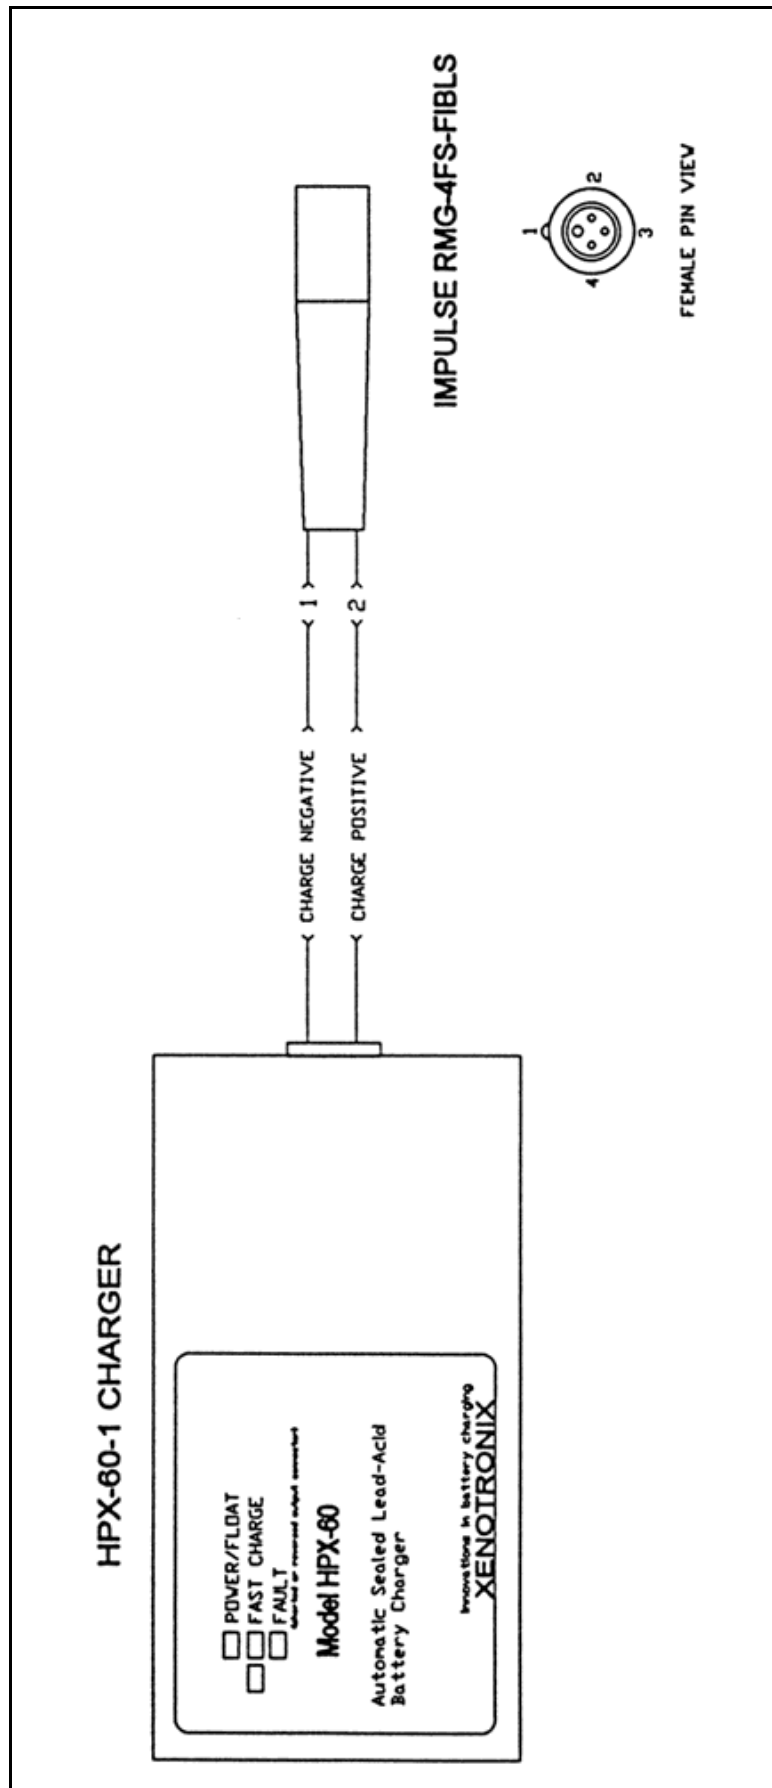 HPX-60-1 CHARGER
POWER/FLOAT
FAST CHARGE
FAULT
Model HPX-60
Automatic Sealed Lead-Acid
Battery Charger
Innovations in battery charging
XENOTRONIX
CHARGE NEGATIVE
1
CHARGE POSITIVE
2
IMPULSE RMG-4FS-FIBLS
1
2
4
3
FEMALE PIN VIEW